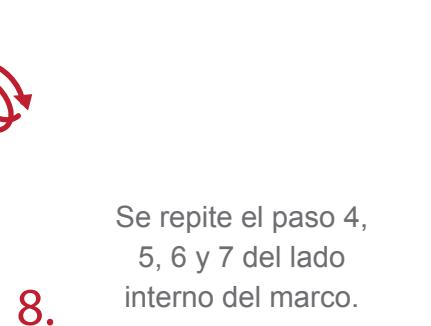 Se repite el paso 4,
5, 6 y 7 del lado
interno del marco.
8.